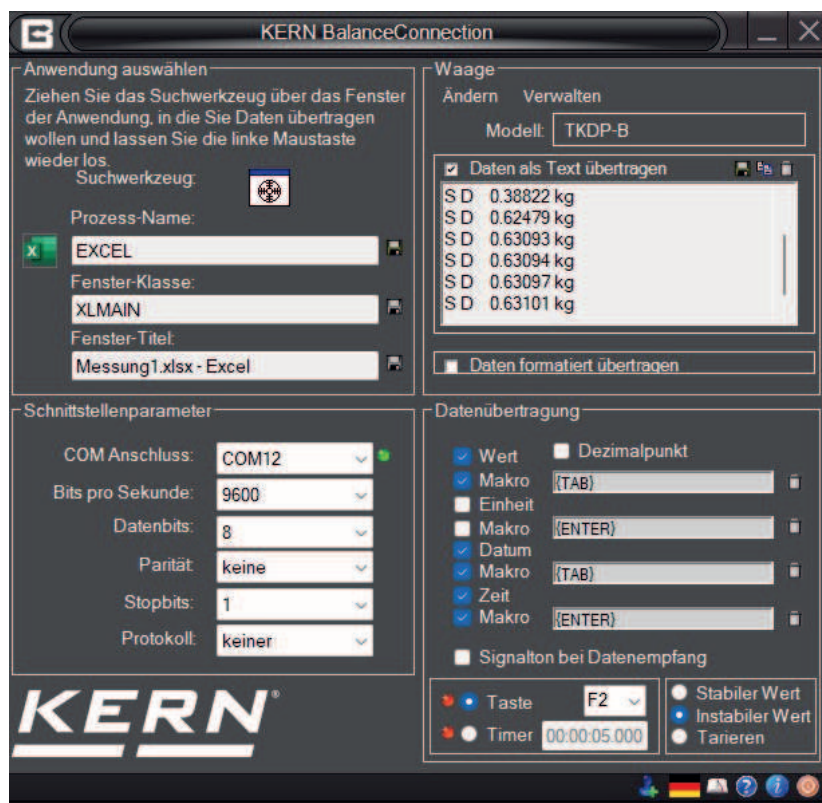 KERN BalanceConnection
Anwendung auswählen
Ziehen Sie das Suchwerkzeug über das Fenster
der Anwendung, in die Sie Daten übertragen
wollen und lassen Sie die linke Maustaste
wieder los.
Suchwerkzeug:
Prozess-Name:
EXCEL
Fenster-Klasse:
XLMAIN
Fenster-Titel:
Messung1.xlsx - Excel
Waage
Ändern Verwalten
Modell: TKDP-B
Daten als Text übertragen
S D 0.38822 kg
S D 0.62479 kg
S D 0.63093 kg
S D 0.63094 kg
S D 0.63097 kg
S D 0.63101 kg
Daten formatiert übertragen
Schnittstellenparameter
COM Anschluss: COM12
Bits pro Sekunde: 9600
Datenbits: 8
Parität: keine
Stopbits: 1
Protokoll: keiner
Datenübertragung
Wert Dezimalpunkt
Makro {TAB}
Einheit
Makro {ENTER}
Datum
Makro {TAB}
Zeit
Makro {ENTER}
Signalton bei Datenempfang
Taste F2
Timer 00:00:05.000
Stabiler Wert
Instabiler Wert
Tarieren
KERN®